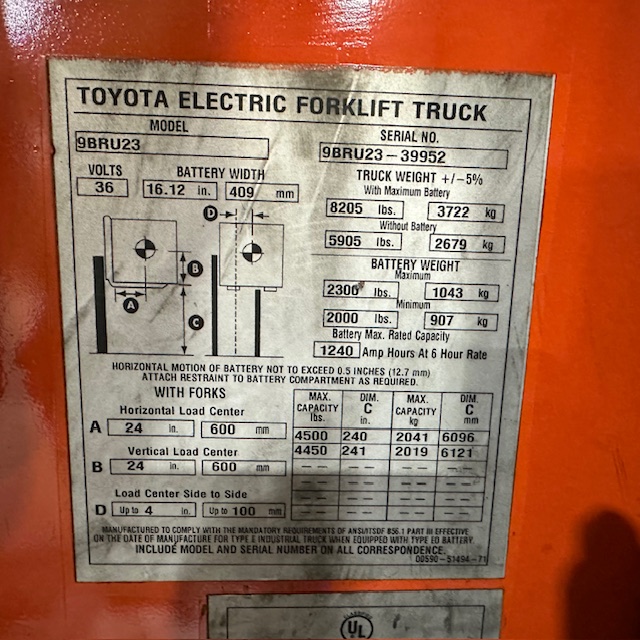 TOYOTA ELECTRIC FORKLIFT TRUCK
MODEL
9BRU23
SERIAL NO.
9BRU23-39952
VOLTS
36
BATTERY WIDTH
16.12 in. 409 mm
TRUCK WEIGHT +/-5%
With Maximum Battery
8205 lbs. 3722 kg
Without Battery
5905 lbs. 2679 kg
BATTERY WEIGHT
Maximum
2300 lbs. 1043 kg
Minimum
2000 lbs. 907 kg
Battery Max. Rated Capacity
1240 Amp Hours At 6 Hour Rate
D
B
A
C
HORIZONTAL MOTION OF BATTERY NOT TO EXCEED 0.5 INCHES (12.7 mm)
ATTACH RESTRAINT TO BATTERY COMPARTMENT AS REQUIRED.
WITH FORKS
Horizontal Load Center
A 24 in. 600 mm
Vertical Load Center
B 24 in. 600 mm
Load Center Side to Side
D Up to 4 in. Up to 100 mm
MAX. CAPACITY lbs. DIM. C in. MAX. CAPACITY kg DIM. C mm
4500 240 2041 6096
4450 241 2019 6121
-- -- -- --
-- -- -- --
-- -- -- --
-- -- -- --
MANUFACTURED TO COMPLY WITH THE MANDATORY REQUIREMENTS OF ANSI/ITSDF B56.1 PART III EFFECTIVE
ON THE DATE OF MANUFACTURE FOR TYPE E INDUSTRIAL TRUCK WHEN EQUIPPED WITH TYPE EO BATTERY.
INCLUDE MODEL AND SERIAL NUMBER ON ALL CORRESPONDENCE.
00590-51494-71
UL